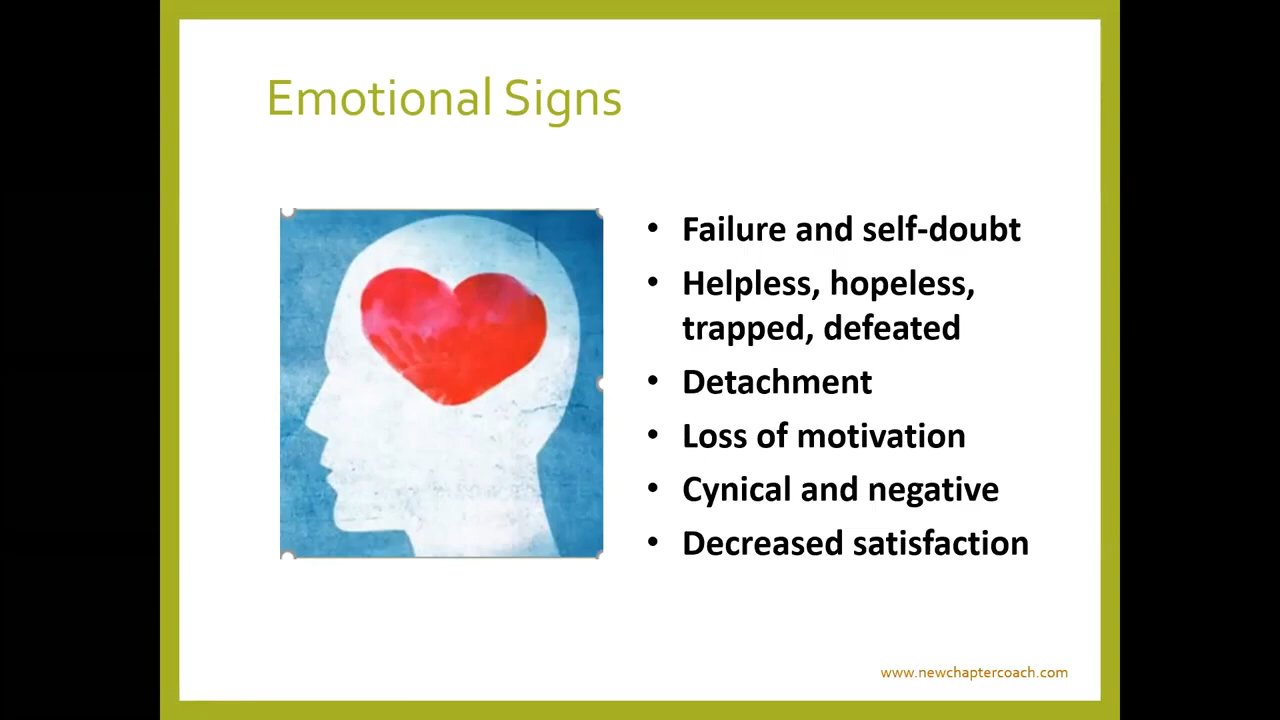 Emotional Signs
• Failure and self-doubt
• Helpless, hopeless,
trapped, defeated
• Detachment
• Loss of motivation
• Cynical and negative
• Decreased satisfaction
www.newchaptercoach.com